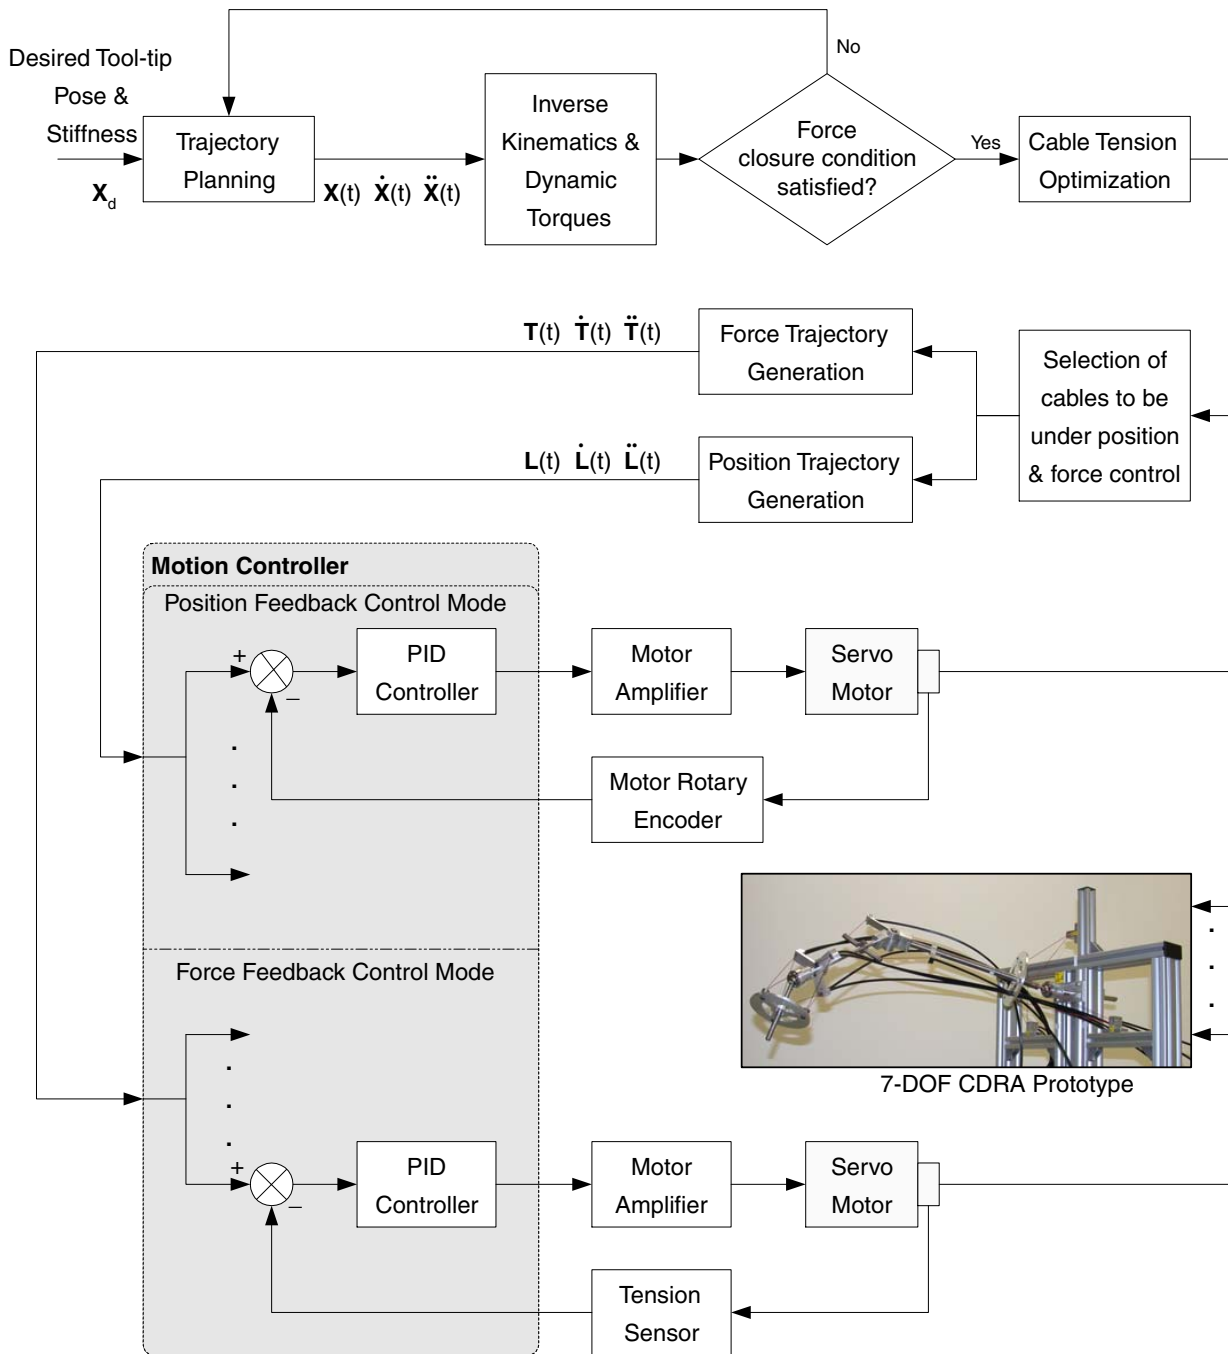 No
Desired Tool-tip
Pose &
Stiffness
X_d
Trajectory
Planning
X(t) Ẋ(t) Ẍ(t)
Inverse
Kinematics &
Dynamic
Torques
Force
closure condition
satisfied?
Yes
Cable Tension
Optimization
T(t) Ṫ(t) T̈(t)
Force Trajectory
Generation
Selection of
cables to be
under position
& force control
L(t) L̇(t) L̈(t)
Position Trajectory
Generation
Motion Controller
Position Feedback Control Mode
+
−
PID
Controller
Motor
Amplifier
Servo
Motor
Motor Rotary
Encoder
Force Feedback Control Mode
7-DOF CDRA Prototype
+
−
PID
Controller
Motor
Amplifier
Servo
Motor
Tension
Sensor